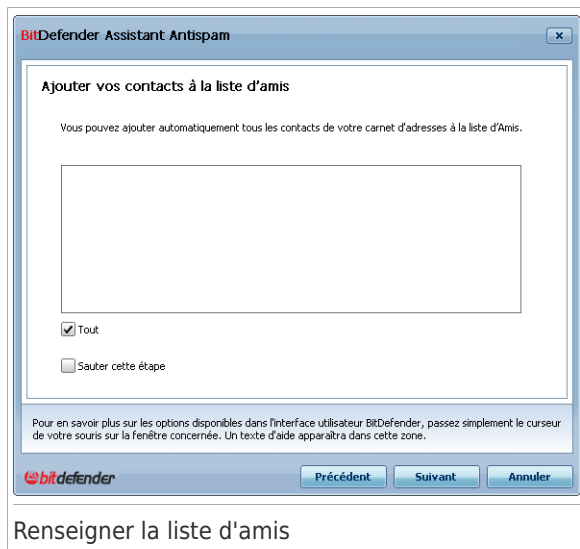 BitDefender Assistant Antispam
x
Ajouter vos contacts à la liste d'amis
Vous pouvez ajouter automatiquement tous les contacts de votre carnet d'adresses à la liste d'Amis.
Tout
Sauter cette étape
Pour en savoir plus sur les options disponibles dans l'interface utilisateur BitDefender, passez simplement le curseur
de votre souris sur la fenêtre concernée. Un texte d'aide apparaîtra dans cette zone.
bitdefender
Précédent Suivant Annuler
Renseigner la liste d'amis